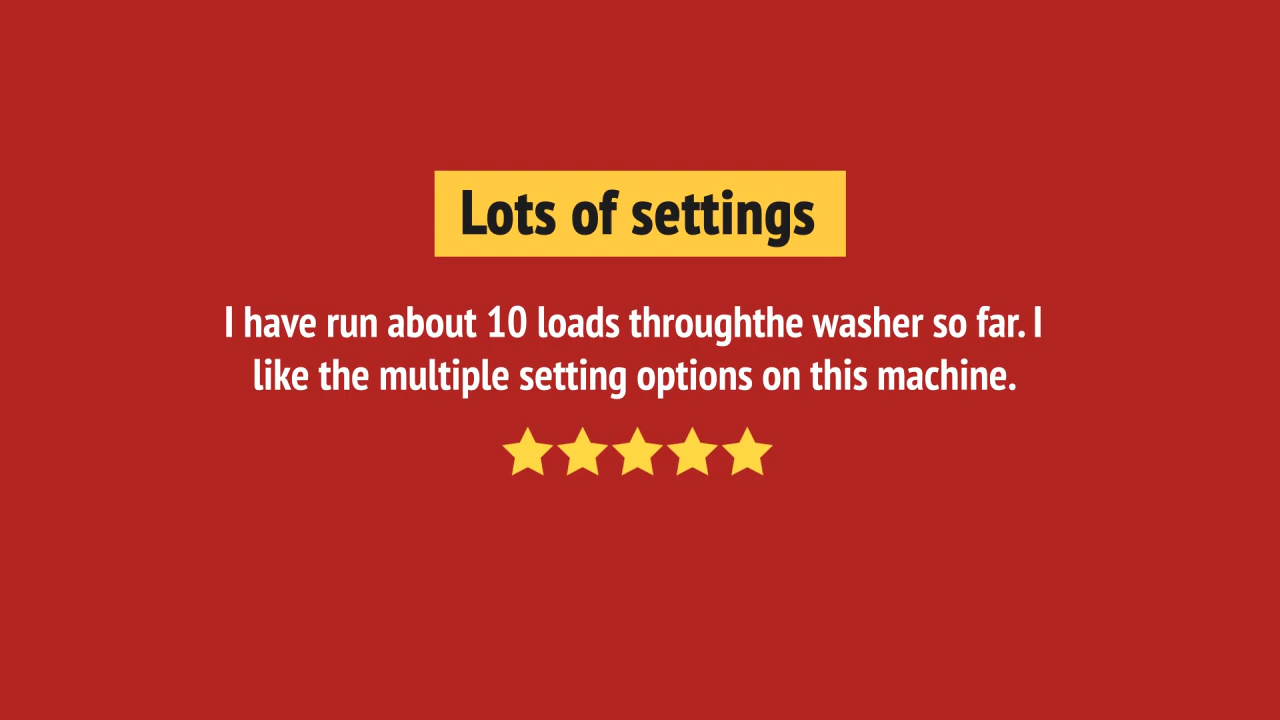 Lots of settings
I have run about 10 loads throughthe washer so far. I
like the multiple setting options on this machine.